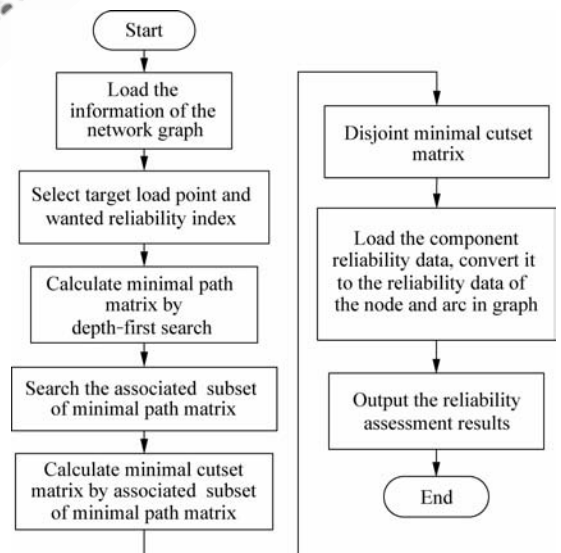 Start
Load the
information of the
network graph
Select target load point and
wanted reliability index
Calculate minimal path
matrix by
depth-first search
Search the associated subset
of minimal path matrix
Calculate minimal cutset
matrix by associated subset
of minimal path matrix
Disjoint minimal cutset
matrix
Load the component
reliability data, convert it
to the reliability data of
the node and arc in graph
Output the reliability
assessment results
End